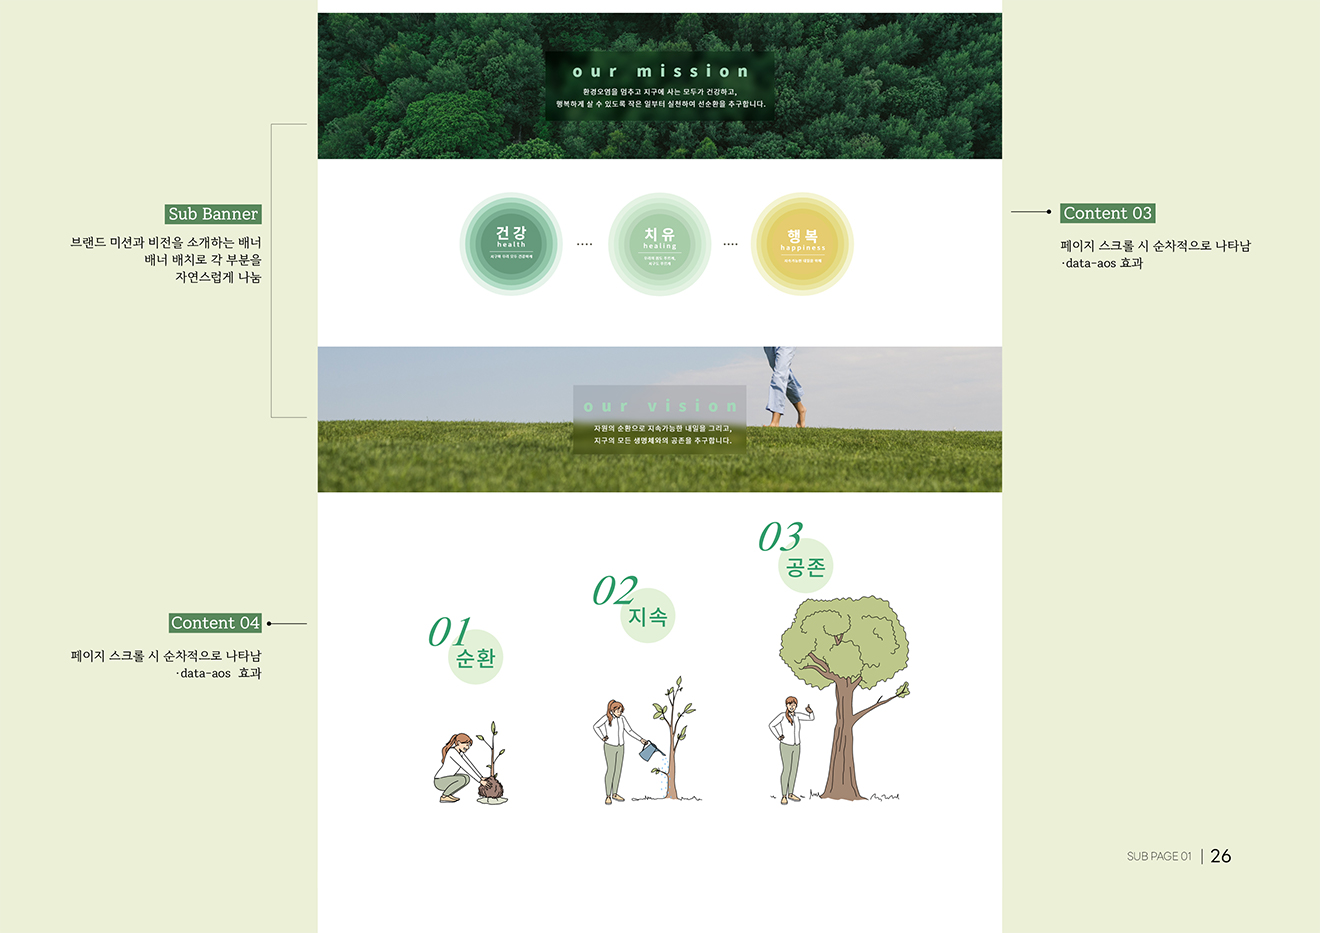 our mission
환경오염을 멈추고 지구에 사는 모두가 건강하고,
행복하게 살 수 있도록 작은 일부터 실천하여 선순환을 추구합니다.
Sub Banner
브랜드 미션과 비전을 소개하는 배너
배너 배치로 각 부분을
자연스럽게 나눔
건강
health
치유
healing
행복
happiness
Content 03
페이지 스크롤 시 순차적으로 나타남
·data-aos 효과
our vision
자원의 순환으로 지속가능한 내일을 그리고,
지구의 모든 생명체와의 공존을 추구합니다.
Content 04
페이지 스크롤 시 순차적으로 나타남
·data-aos 효과
01
순환
02
지속
03
공존
SUB PAGE 01 | 26